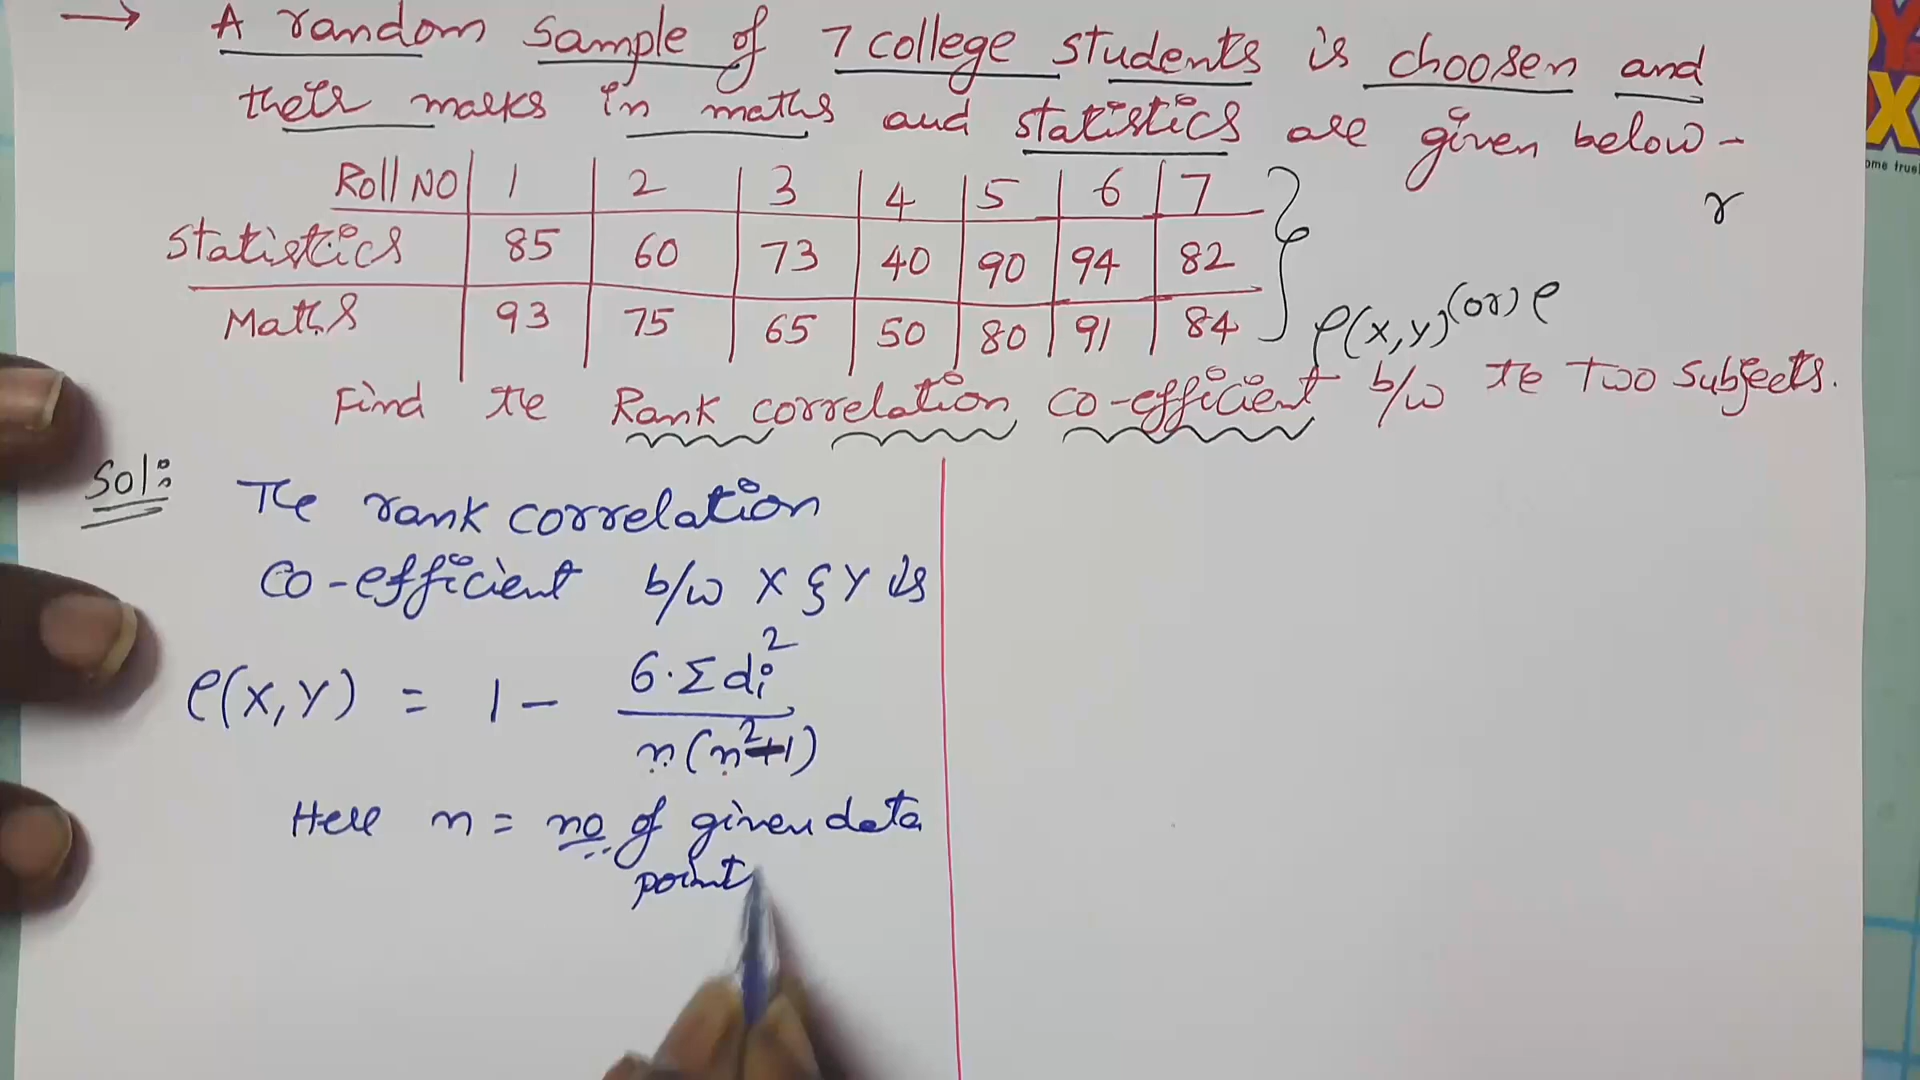 → A random sample of 7 college students is choosen and
their marks in maths and statistics are given below -
Roll NO 1 2 3 4 5 6 7
r
Statistics 85 60 73 40 90 94 82
Maths 93 75 65 50 80 91 84
ρ(X,Y) (or) ρ
Find the Rank correlation co-efficient b/w the two subjects.
Sol:
The rank correlation
co-efficient b/w X & Y is
ρ(X,Y) = 1 - 6·Σdi² / n(n²-1)
Here n = no of given data
point